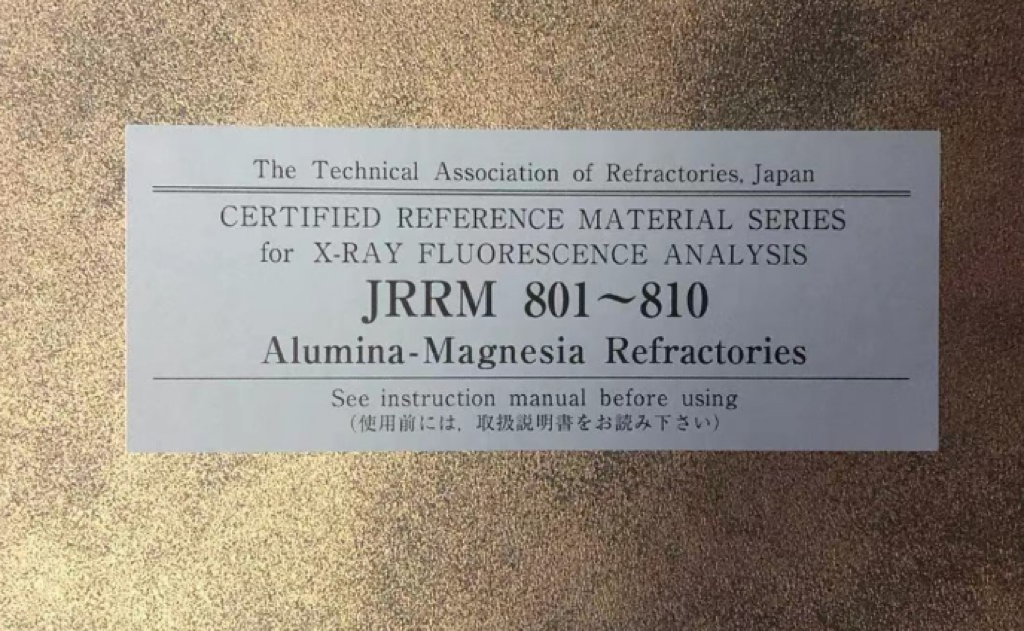 The Technical Association of Refractories, Japan
CERTIFIED REFERENCE MATERIAL SERIES
for X-RAY FLUORESCENCE ANALYSIS
JRRM 801～810
Alumina-Magnesia Refractories
See instruction manual before using
(使用前には, 取扱説明書をお読み下さい)